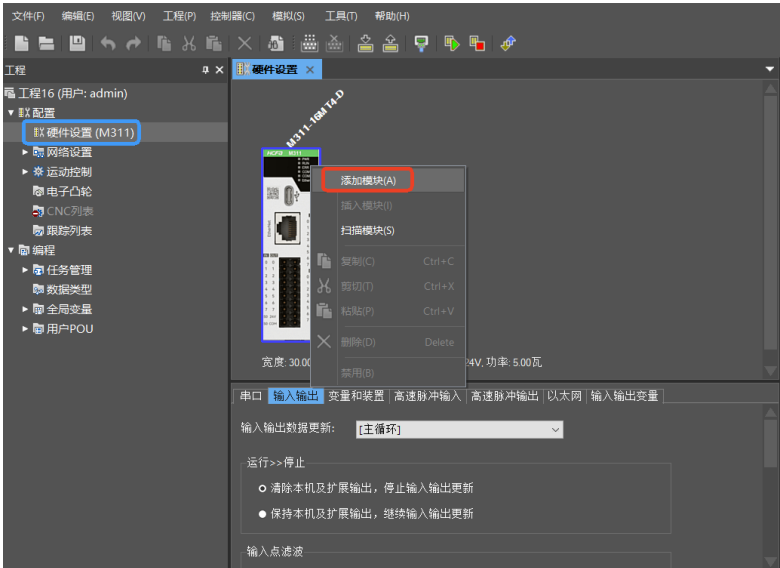 文件(F) 编辑(E) 视图(V) 工程(P) 控制器(C) 模拟(S) 工具(T) 帮助(H)
工程
硬件设置
工程16 (用户: admin)
配置
硬件设置 (M311)
网络设置
运动控制
电子凸轮
CNC列表
跟踪列表
编程
任务管理
数据类型
全局变量
用户POU
M311-16MT4-D
添加模块(A)
插入模块(I)
扫描模块(S)
复制(C) Ctrl+C
剪切(T) Ctrl+X
粘贴(P) Ctrl+V
删除(D) Delete
禁用(B)
宽度: 30.00
24V, 功率: 5.00瓦
串口 输入输出 变量和装置 高速脉冲输入 高速脉冲输出 以太网 输入输出变量
输入输出数据更新: [主循环]
运行>>停止
清除本机及扩展输出，停止输入输出更新
保持本机及扩展输出，继续输入输出更新
输入点滤波